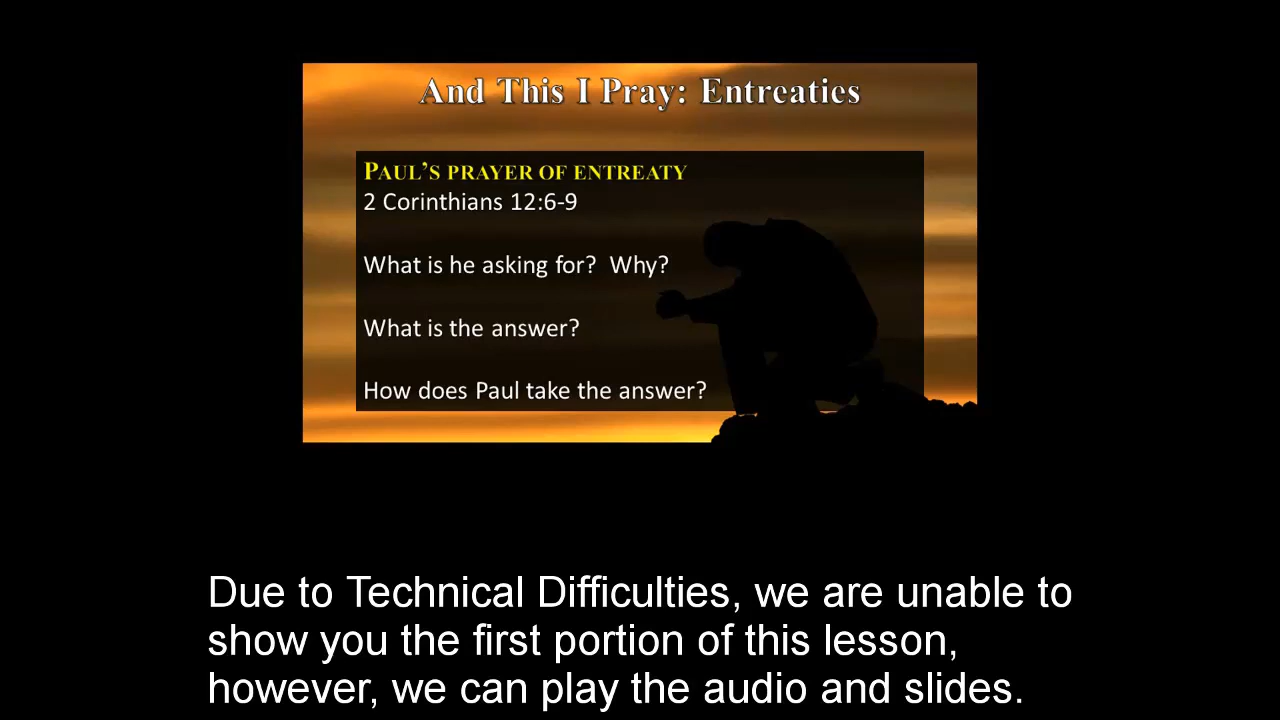 And This I Pray: Entreaties
PAUL'S PRAYER OF ENTREATY
2 Corinthians 12:6-9
What is he asking for?  Why?
What is the answer?
How does Paul take the answer?
Due to Technical Difficulties, we are unable to
show you the first portion of this lesson,
however, we can play the audio and slides.